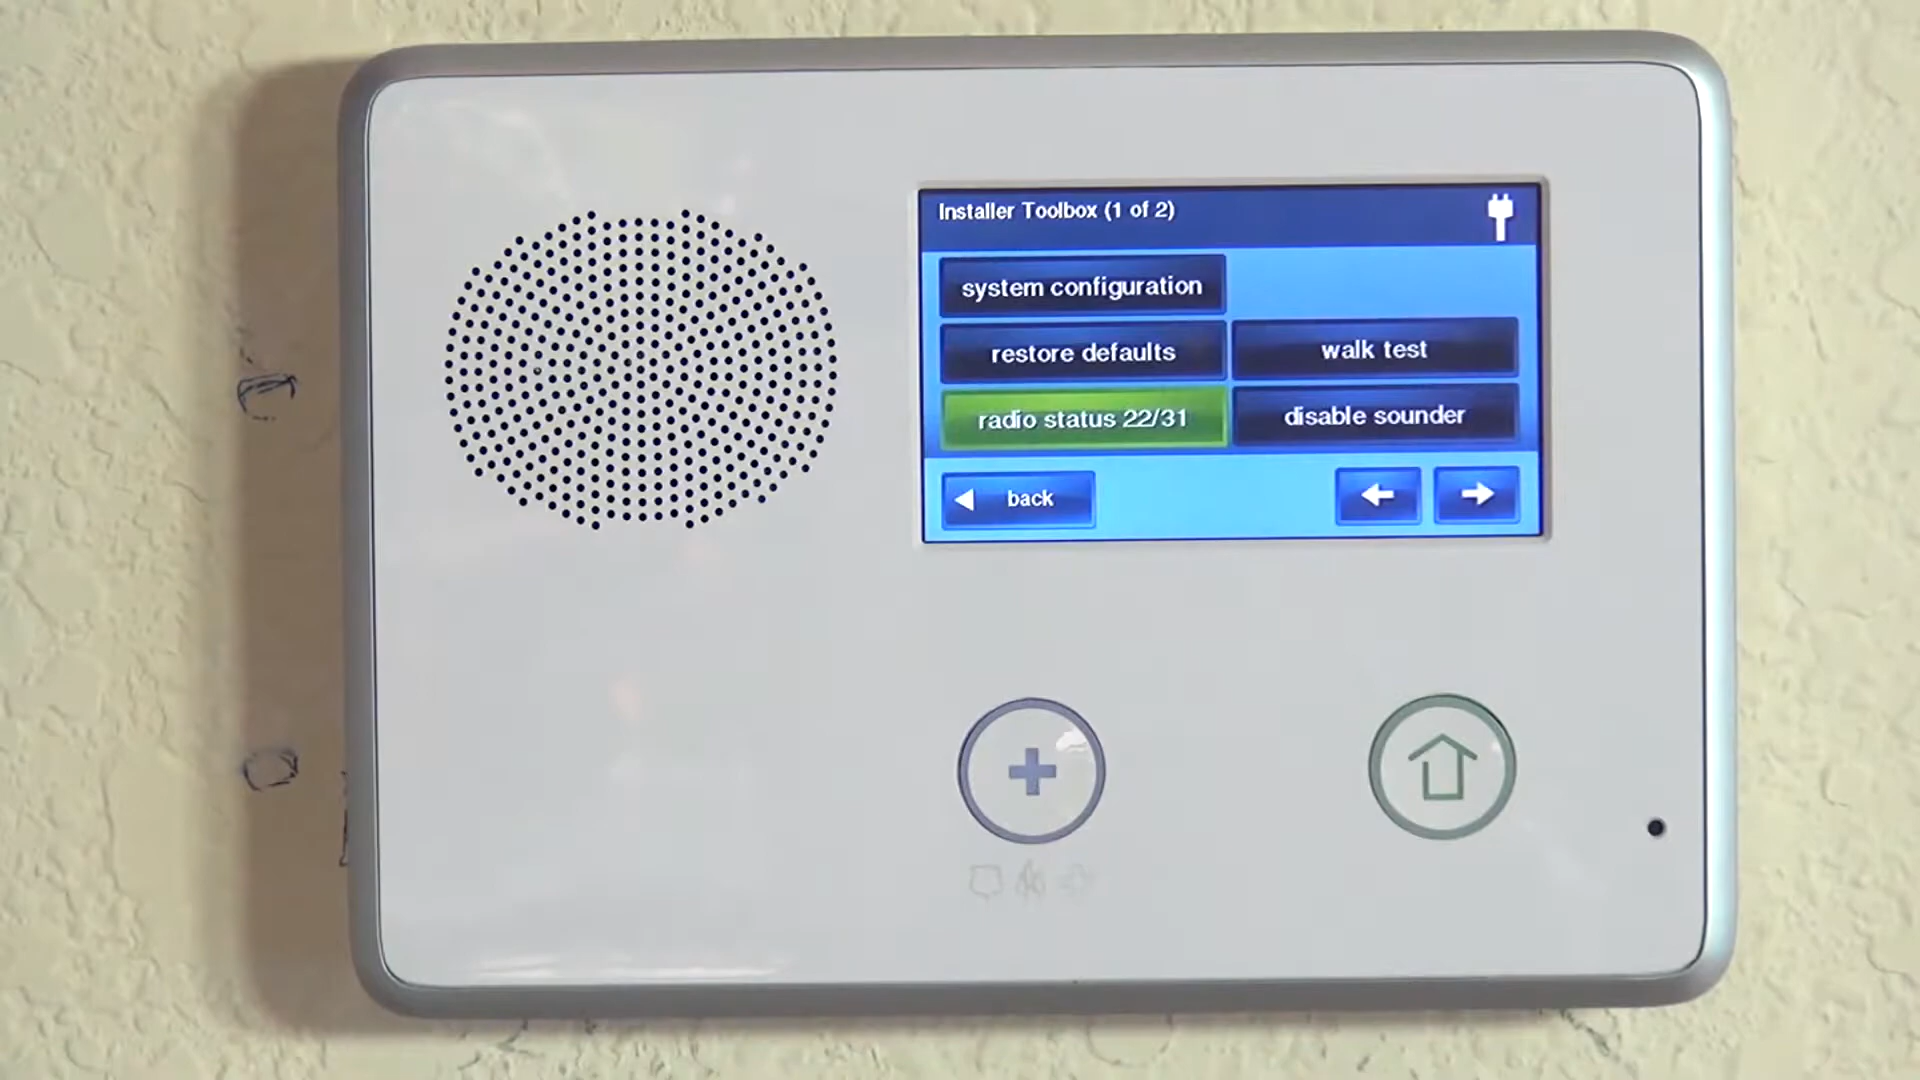 Installer Toolbox (1 of 2)
system configuration
restore defaults
walk test
radio status 22/31
disable sounder
back